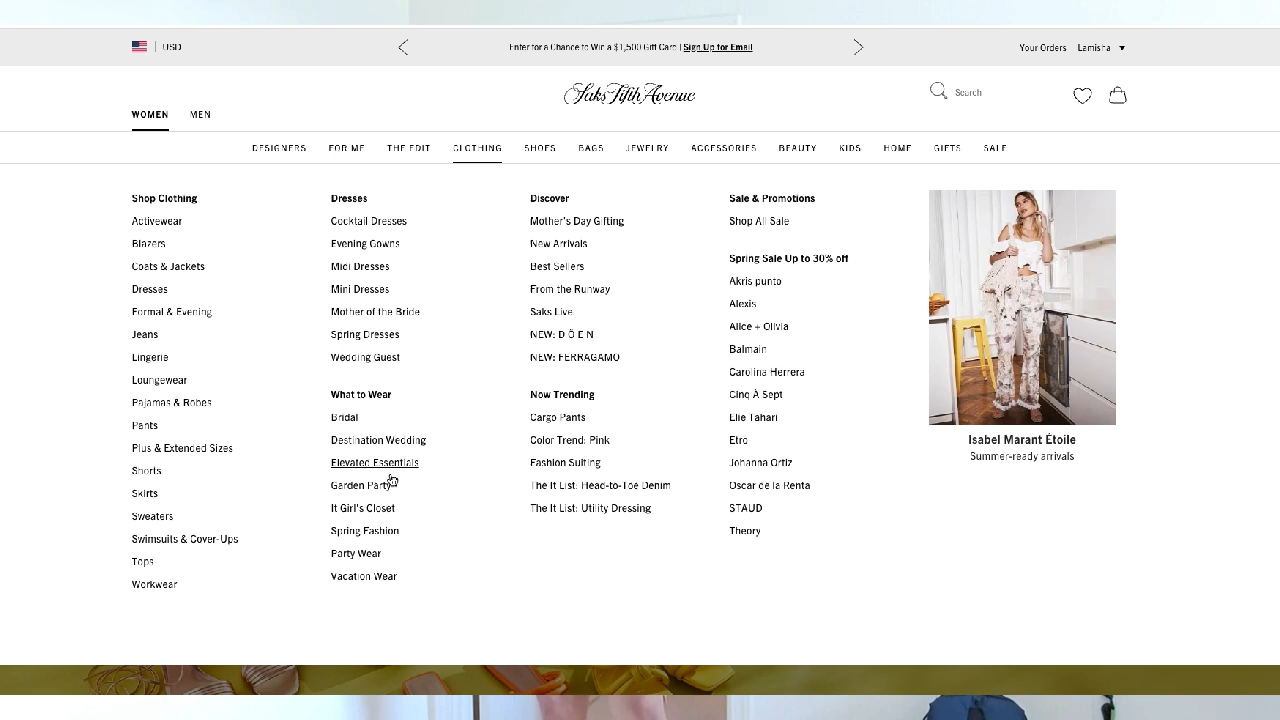 USD
Enter for a Chance to Win a $1,500 Gift Card | Sign Up for Email
Your Orders
Lamisha
Saks Fifth Avenue
Search
WOMEN
MEN
DESIGNERS
FOR ME
THE EDIT
CLOTHING
SHOES
BAGS
JEWELRY
ACCESSORIES
BEAUTY
KIDS
HOME
GIFTS
SALE
Shop Clothing
Activewear
Blazers
Coats & Jackets
Dresses
Formal & Evening
Jeans
Lingerie
Loungewear
Pajamas & Robes
Pants
Plus & Extended Sizes
Shorts
Skirts
Sweaters
Swimsuits & Cover-Ups
Tops
Workwear
Dresses
Cocktail Dresses
Evening Gowns
Midi Dresses
Mini Dresses
Mother of the Bride
Spring Dresses
Wedding Guest
What to Wear
Bridal
Destination Wedding
Elevated Essentials
Garden Party
It Girl's Closet
Spring Fashion
Party Wear
Vacation Wear
Discover
Mother's Day Gifting
New Arrivals
Best Sellers
From the Runway
Saks Live
NEW: D Ô E N
NEW: FERRAGAMO
Now Trending
Cargo Pants
Color Trend: Pink
Fashion Suiting
The It List: Head-to-Toe Denim
The It List: Utility Dressing
Sale & Promotions
Shop All Sale
Spring Sale Up to 30% off
Akris punto
Alexis
Alice + Olivia
Balmain
Carolina Herrera
Cinq À Sept
Elie Tahari
Etro
Johanna Ortiz
Oscar de la Renta
STAUD
Theory
Isabel Marant Étoile
Summer-ready arrivals